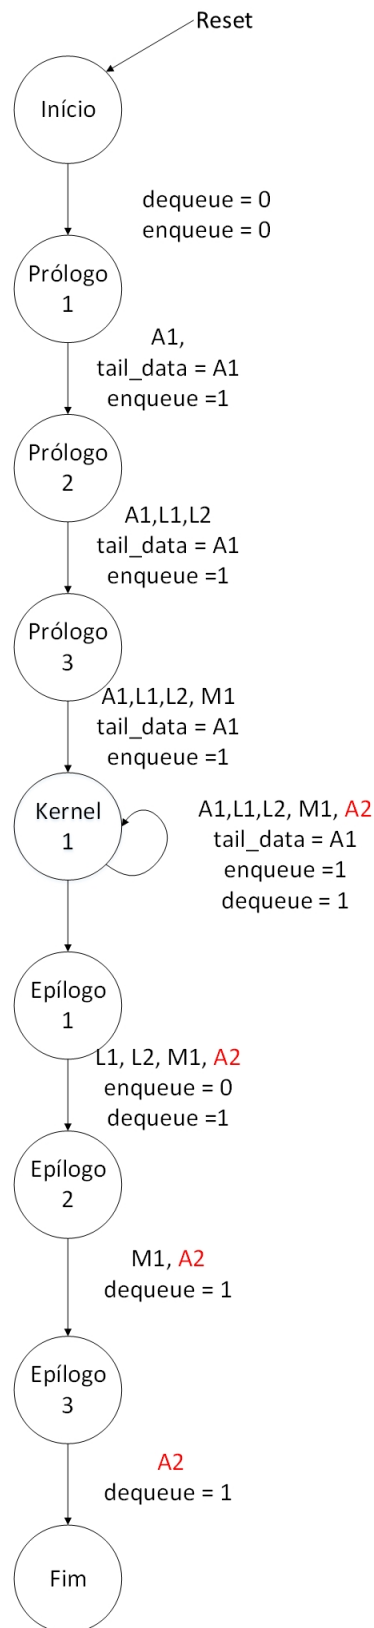 Reset
Início
dequeue = 0
enqueue = 0
Prólogo
1
A1,
tail_data = A1
enqueue =1
Prólogo
2
A1,L1,L2
tail_data = A1
enqueue =1
Prólogo
3
A1,L1,L2, M1
tail_data = A1
enqueue =1
Kernel
1
A1,L1,L2, M1, A2
tail_data = A1
enqueue =1
dequeue = 1
Epílogo
1
L1, L2, M1, A2
enqueue = 0
dequeue =1
Epílogo
2
M1, A2
dequeue = 1
Epílogo
3
A2
dequeue = 1
Fim